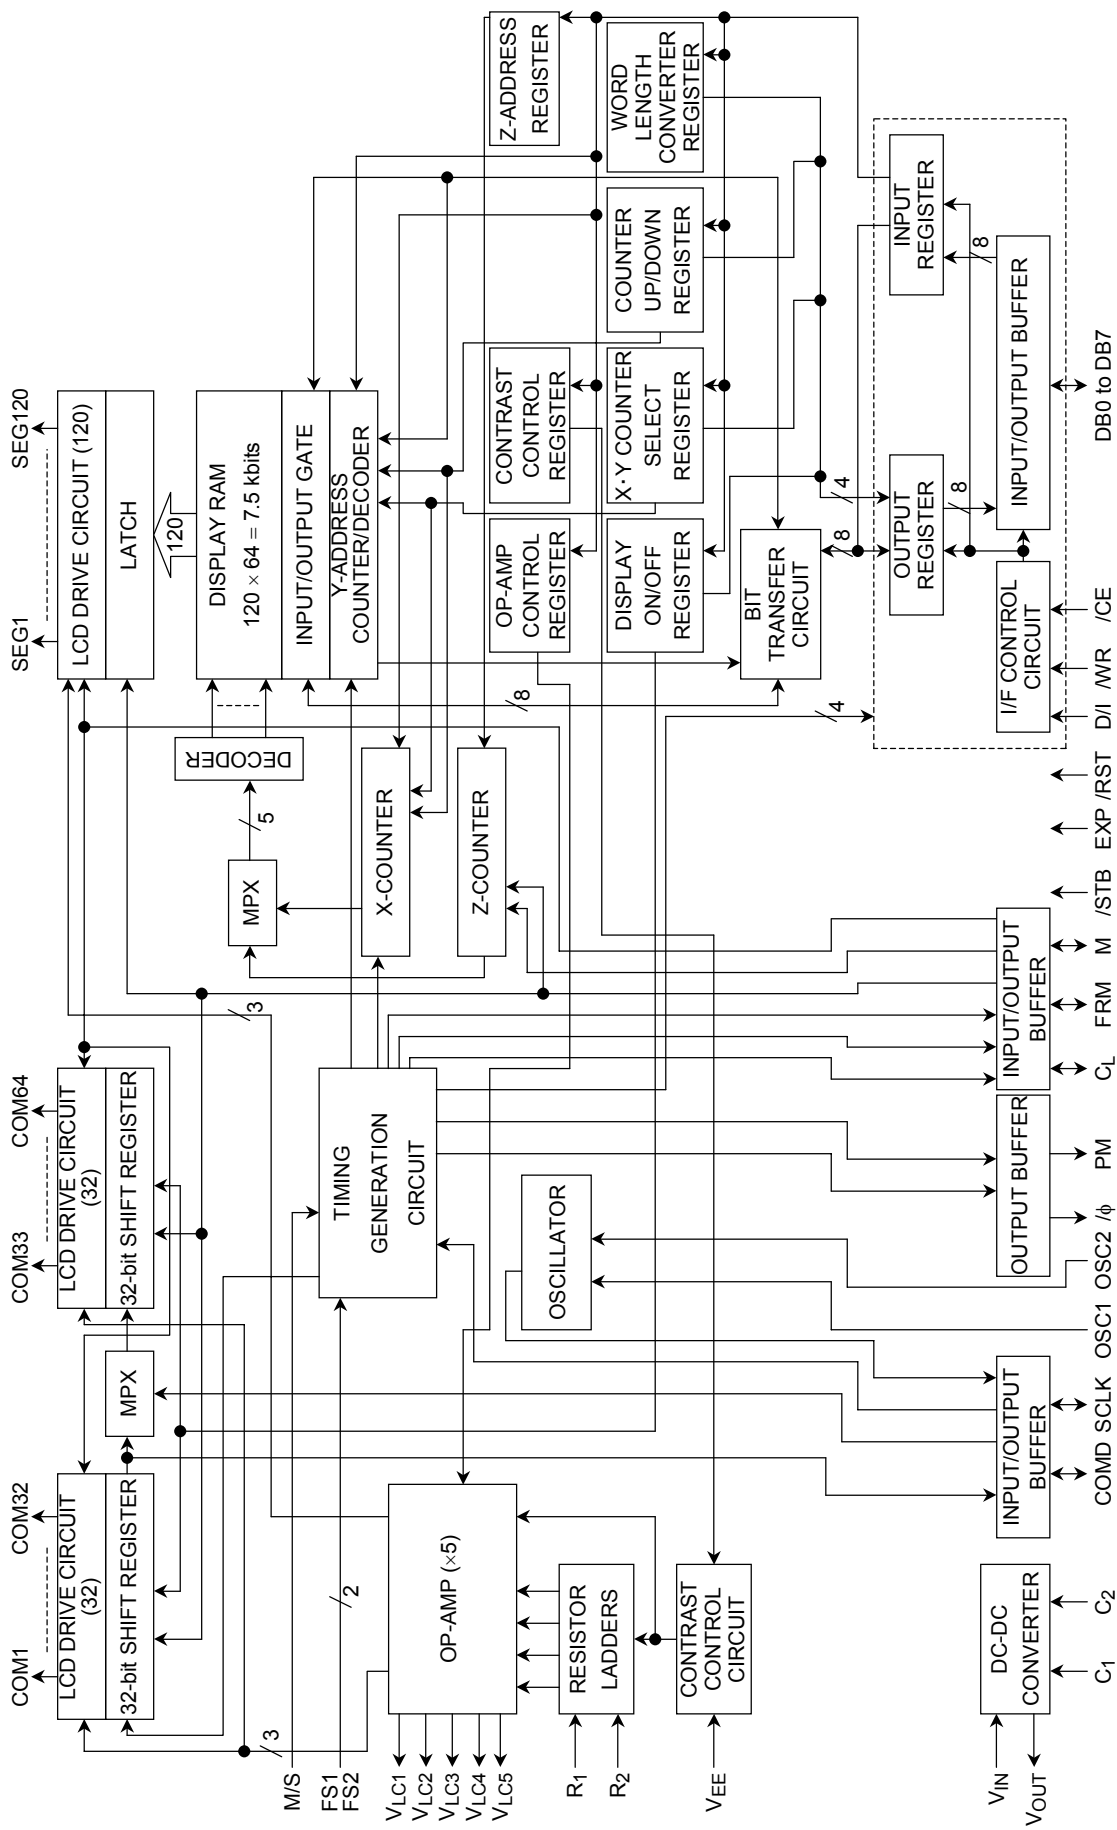 COM1
COM32
COM33
COM64
SEG1
SEG120
LCD DRIVE CIRCUIT
(32)
32-bit SHIFT REGISTER
MPX
LCD DRIVE CIRCUIT
(32)
32-bit SHIFT REGISTER
LCD DRIVE CIRCUIT (120)
LATCH
120
DISPLAY RAM
120 × 64 = 7.5 kbits
INPUT/OUTPUT GATE
Y-ADDRESS
COUNTER/DECODER
DECODER
5
MPX
3
3
M/S
FS1
FS2
2
TIMING
GENERATION
CIRCUIT
X-COUNTER
Z-COUNTER
8
VLC1
VLC2
VLC3
VLC4
VLC5
OP-AMP (×5)
OSCILLATOR
OP-AMP
CONTROL
REGISTER
CONTRAST
CONTROL
REGISTER
Z-ADDRESS
REGISTER
R1
R2
RESISTOR
LADDERS
DISPLAY
ON/OFF
REGISTER
X·Y COUNTER
SELECT
REGISTER
COUNTER
UP/DOWN
REGISTER
WORD
LENGTH
CONVERTER
REGISTER
VEE
CONTRAST
CONTROL
CIRCUIT
BIT
TRANSFER
CIRCUIT
4
8
4
OUTPUT
REGISTER
INPUT
REGISTER
8
8
VIN
VOUT
DC-DC
CONVERTER
INPUT/OUTPUT
BUFFER
OUTPUT BUFFER
INPUT/OUTPUT
BUFFER
I/F CONTROL
CIRCUIT
INPUT/OUTPUT BUFFER
C1
C2
COMD
SCLK
OSC1
OSC2
/ϕ
PM
CL
FRM
M
/STB
EXP
/RST
D/I
/WR
/CE
DB0 to DB7